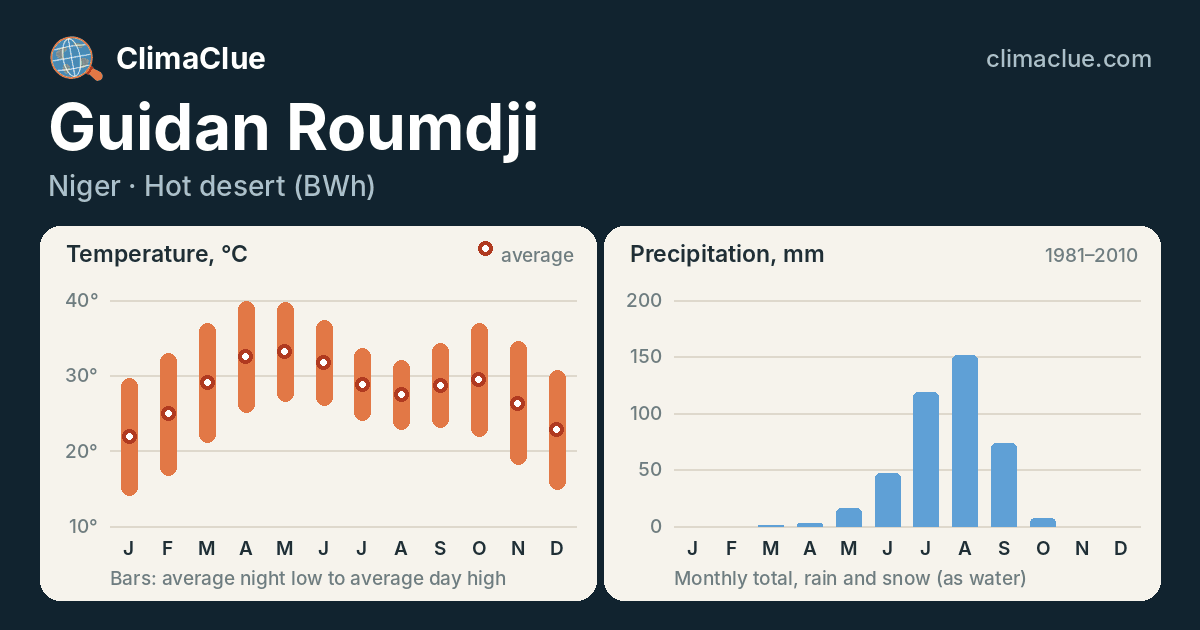 ClimaClue
climaclue.com
Guidan Roumdji
Niger · Hot desert (BWh)
Temperature, °C
average
40°
30°
20°
10°
J F M A M J J A S O N D
Bars: average night low to average day high
Precipitation, mm
1981–2010
200
150
100
50
0
J F M A M J J A S O N D
Monthly total, rain and snow (as water)